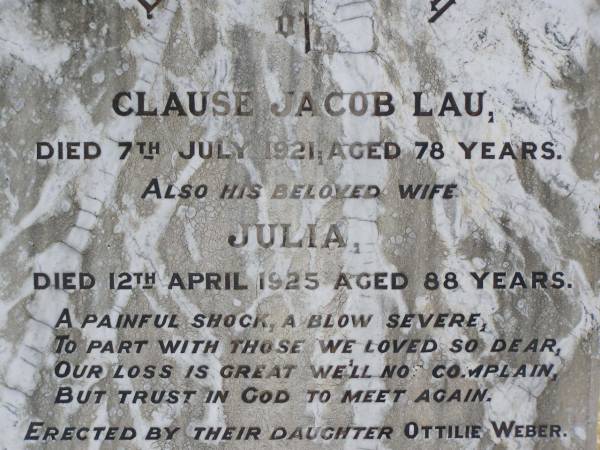 OF
CLAUSE JACOB LAU,
DIED 7TH JULY 1921, AGED 78 YEARS.
ALSO HIS BELOVED WIFE
JULIA,
DIED 12TH APRIL 1925 AGED 88 YEARS.
A PAINFUL SHOCK, A BLOW SEVERE,
TO PART WITH THOSE WE LOVED SO DEAR,
OUR LOSS IS GREAT WE'LL NOT COMPLAIN,
BUT TRUST IN GOD TO MEET AGAIN.
ERECTED BY THEIR DAUGHTER OTTILIE WEBER.